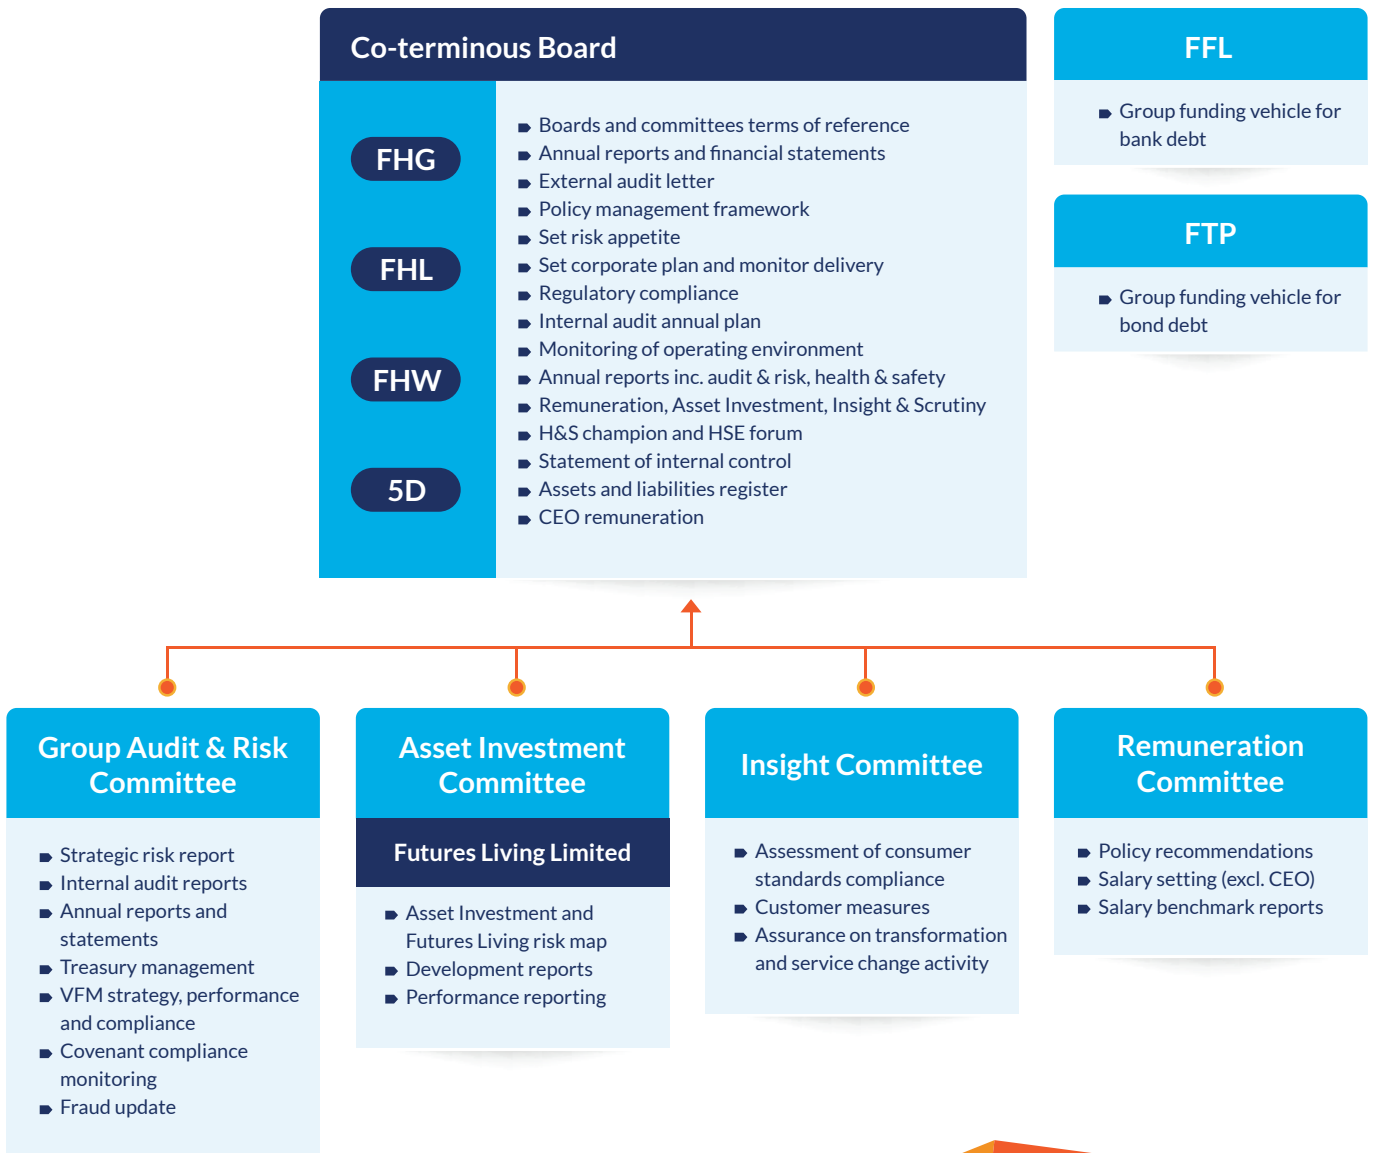 Co-terminous Board
FHG
FHL
FHW
5D
Boards and committees terms of reference
Annual reports and financial statements
External audit letter
Policy management framework
Set risk appetite
Set corporate plan and monitor delivery
Regulatory compliance
Internal audit annual plan
Monitoring of operating environment
Annual reports inc. audit & risk, health & safety
Remuneration, Asset Investment, Insight & Scrutiny
H&S champion and HSE forum
Statement of internal control
Assets and liabilities register
CEO remuneration
FFL
Group funding vehicle for
bank debt
FTP
Group funding vehicle for
bond debt
Group Audit & Risk
Committee
Strategic risk report
Internal audit reports
Annual reports and
statements
Treasury management
VFM strategy, performance
and compliance
Covenant compliance
monitoring
Fraud update
Asset Investment
Committee
Futures Living Limited
Asset Investment and
Futures Living risk map
Development reports
Performance reporting
Insight Committee
Assessment of consumer
standards compliance
Customer measures
Assurance on transformation
and service change activity
Remuneration
Committee
Policy recommendations
Salary setting (excl. CEO)
Salary benchmark reports